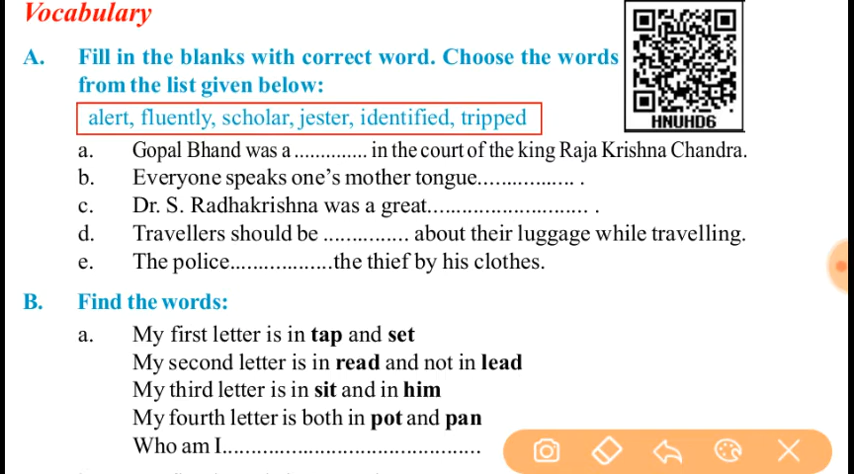 Vocabulary
A. Fill in the blanks with correct word. Choose the words
from the list given below:
alert, fluently, scholar, jester, identified, tripped
HNUHD6
a. Gopal Bhand was a .............. in the court of the king Raja Krishna Chandra.
b. Everyone speaks one's mother tongue................. .
c. Dr. S. Radhakrishna was a great............................ .
d. Travellers should be ............... about their luggage while travelling.
e. The police..................the thief by his clothes.
B. Find the words:
a. My first letter is in tap and set
My second letter is in read and not in lead
My third letter is in sit and in him
My fourth letter is both in pot and pan
Who am I..............................................